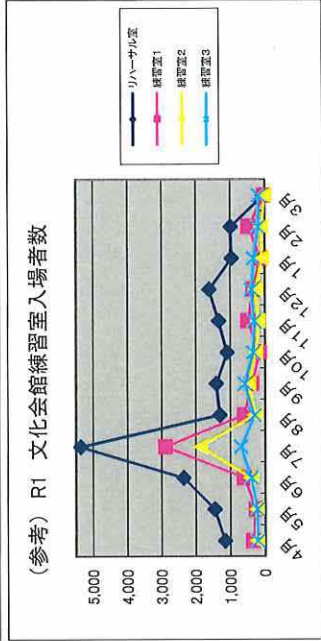 (参考) R1 文化会館練習室入場者数
5,000
4,000
3,000
2,000
1,000
0
4月
5月
6月
7月
8月
9月
10月
11月
12月
1月
2月
3月
リハーサル室
練習室1
練習室2
練習室3